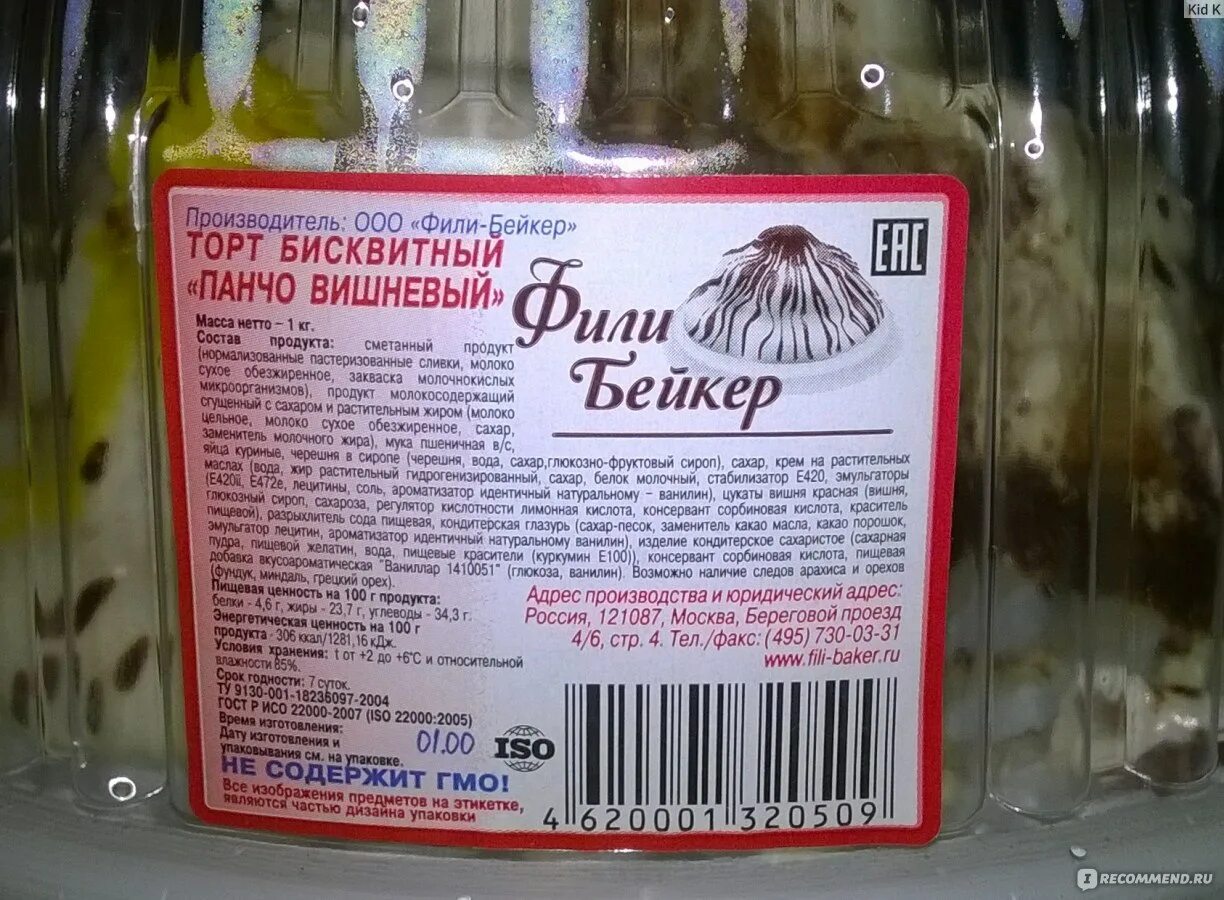 Kid K
Производитель: ООО «Фили-Бейкер»
ТОРТ БИСКВИТНЫЙ
«ПАНЧО ВИШНЕВЫЙ»
EAC
Фили
Бейкер
Масса нетто – 1 кг.
Состав продукта: сметанный продукт
(нормализованные пастеризованные сливки, молоко
сухое обезжиренное, закваска молочнокислых
микроорганизмов), продукт молокосодержащий
сгущенный с сахаром и растительным жиром (молоко
цельное, молоко сухое обезжиренное, сахар,
заменитель молочного жира), мука пшеничная в/с,
яйца куриные, черешня в сиропе (черешня, вода, сахар,глюкозно-фруктовый сироп), сахар, крем на растительных
маслах (вода, жир растительный гидрогенизированный, сахар, белок молочный, стабилизатор Е420, эмульгаторы
(Е420ii, Е472е, лецитины, соль, ароматизатор идентичный натуральному – ванилин), цукаты вишня красная (вишня,
глюкозный сироп, сахароза, регулятор кислотности лимонная кислота, консервант сорбиновая кислота, краситель
пищевой), разрыхлитель сода пищевая, кондитерская глазурь (сахар-песок, заменитель какао масла, какао порошок,
эмульгатор лецитин, ароматизатор идентичный натуральному ванилин), изделие кондитерское сахаристое (сахарная
пудра, пищевой желатин, вода, пищевые красители (куркумин Е100)), консервант сорбиновая кислота, пищевая
добавка вкусоароматическая "Ваниллар 1410051" (глюкоза, ванилин). Возможно наличие следов арахиса и орехов
(фундук, миндаль, грецкий орех).
Пищевая ценность на 100 г продукта:
белки - 4,6 г, жиры - 23,7 г, углеводы - 34,3 г.
Энергетическая ценность на 100 г
продукта - 306 ккал/1281,16 кДж.
Условия хранения: t от +2 до +6°С и относительной
влажности 85%.
Срок годности: 7 суток.
ТУ 9130-001-18236097-2004
ГОСТ Р ИСО 22000-2007 (ISO 22000:2005)
Время изготовления:
01.00
Дату изготовления и
упаковывания см. на упаковке.
НЕ СОДЕРЖИТ ГМО!
Все изображения предметов на этикетке,
являются частью дизайна упаковки
Адрес производства и юридический адрес:
Россия, 121087, Москва, Береговой проезд
4/6, стр. 4. Тел./факс: (495) 730-03-31
www.fili-baker.ru
ISO
4 620001 320509
IRECOMMEND.RU